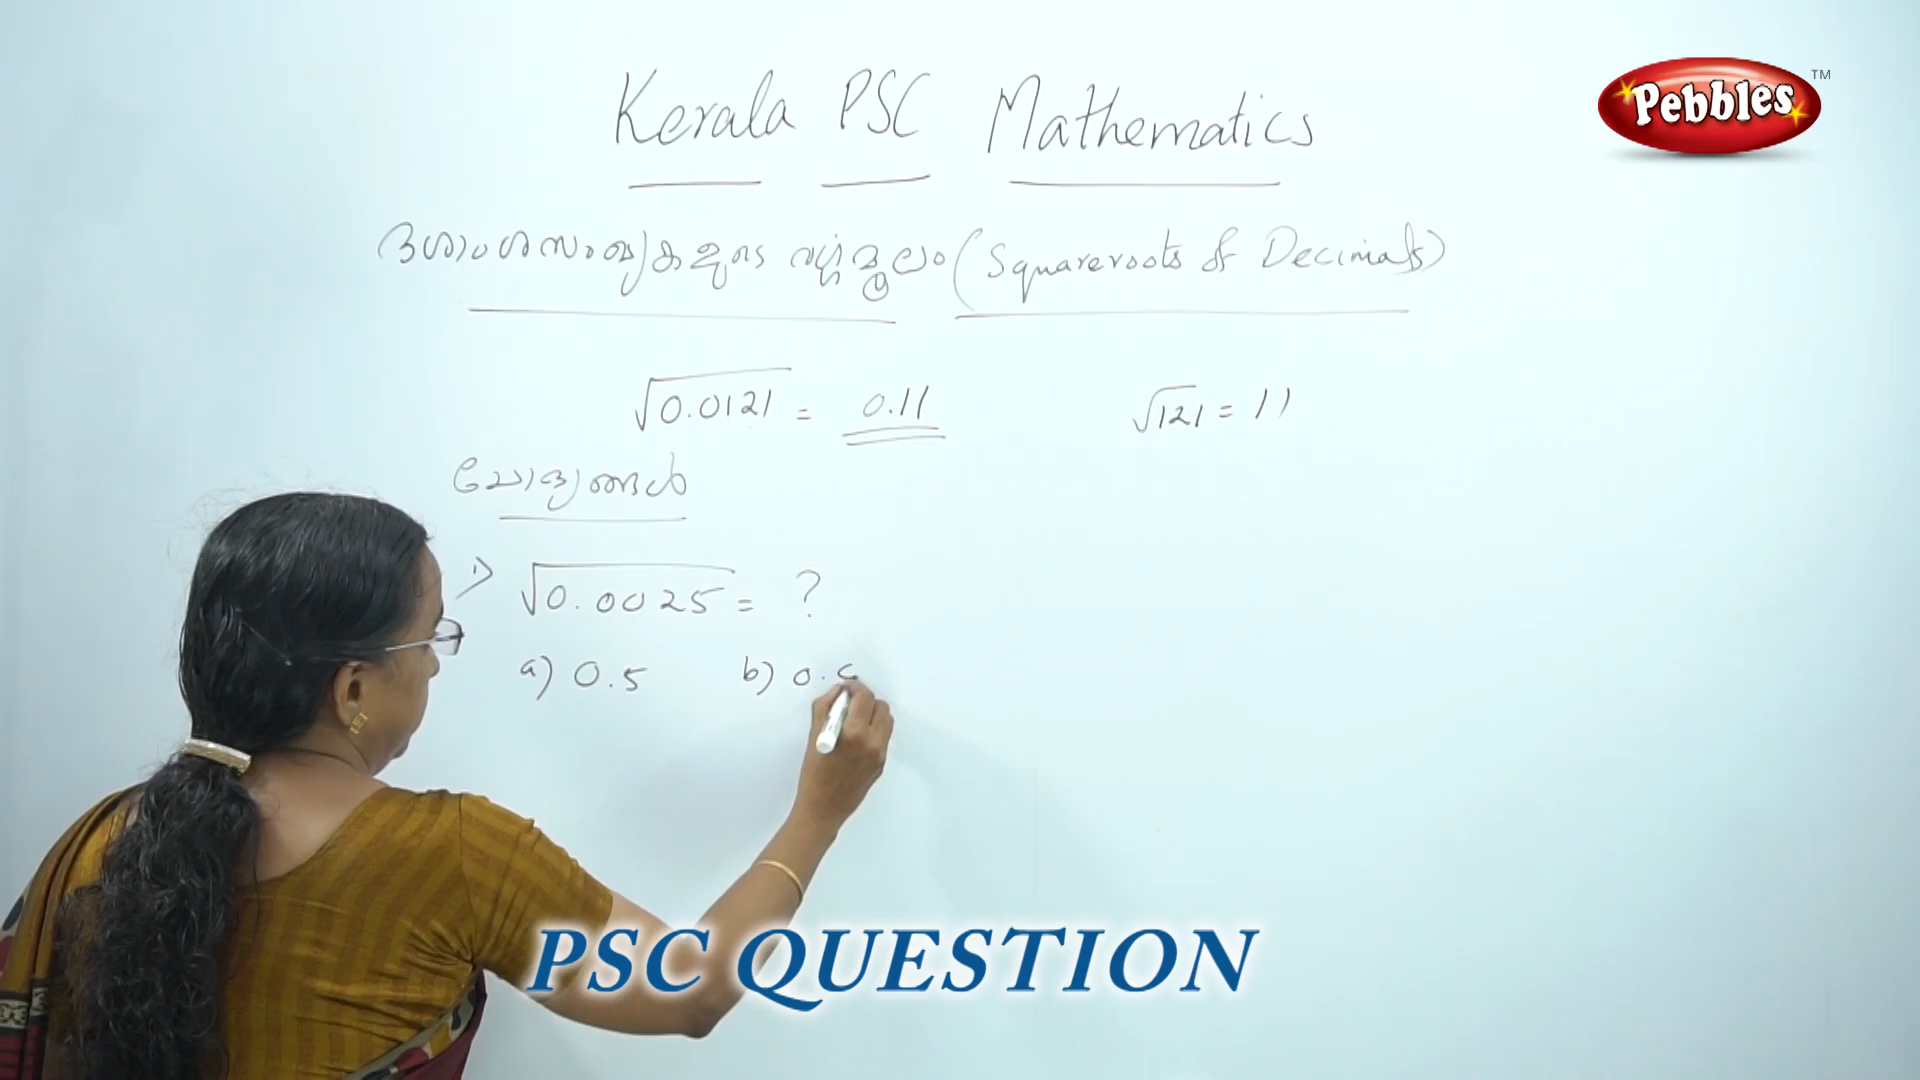 Kerala PSC Mathematics
Pebbles TM
ദശാംശസംഖ്യകളുടെ വർഗ്ഗമൂലം (Squareroots of Decimals)
√0.0121 = 0.11
√121 = 11
ചോദ്യങ്ങൾ
1) √0.0025 = ?
a) 0.5 b) 0.
PSC QUESTION